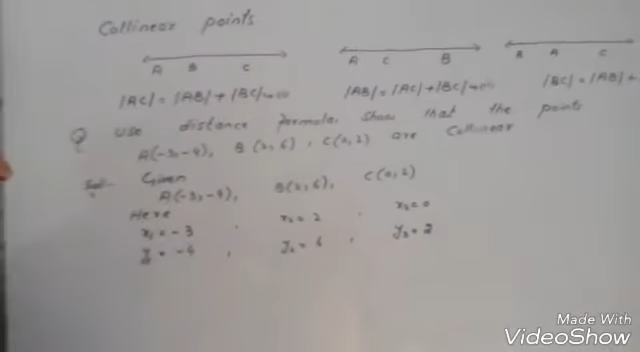 Collinear points
A B C
A C B
B A C
|AC| = |AB| + |BC| →(i)
|AB| = |AC| + |BC| →(ii)
|BC| = |AB| +
Q Use distance formula, show that the points
A(-3,-4), B(2,6), C(0,2) are Collinear
Sol:- Given
A(-3,-4), B(2,6), C(0,2)
Here
x₁ = -3 , x₂ = 2 , x₃ = 0
y₁ = -4 , y₂ = 6 , y₃ = 2
Made With
VideoShow